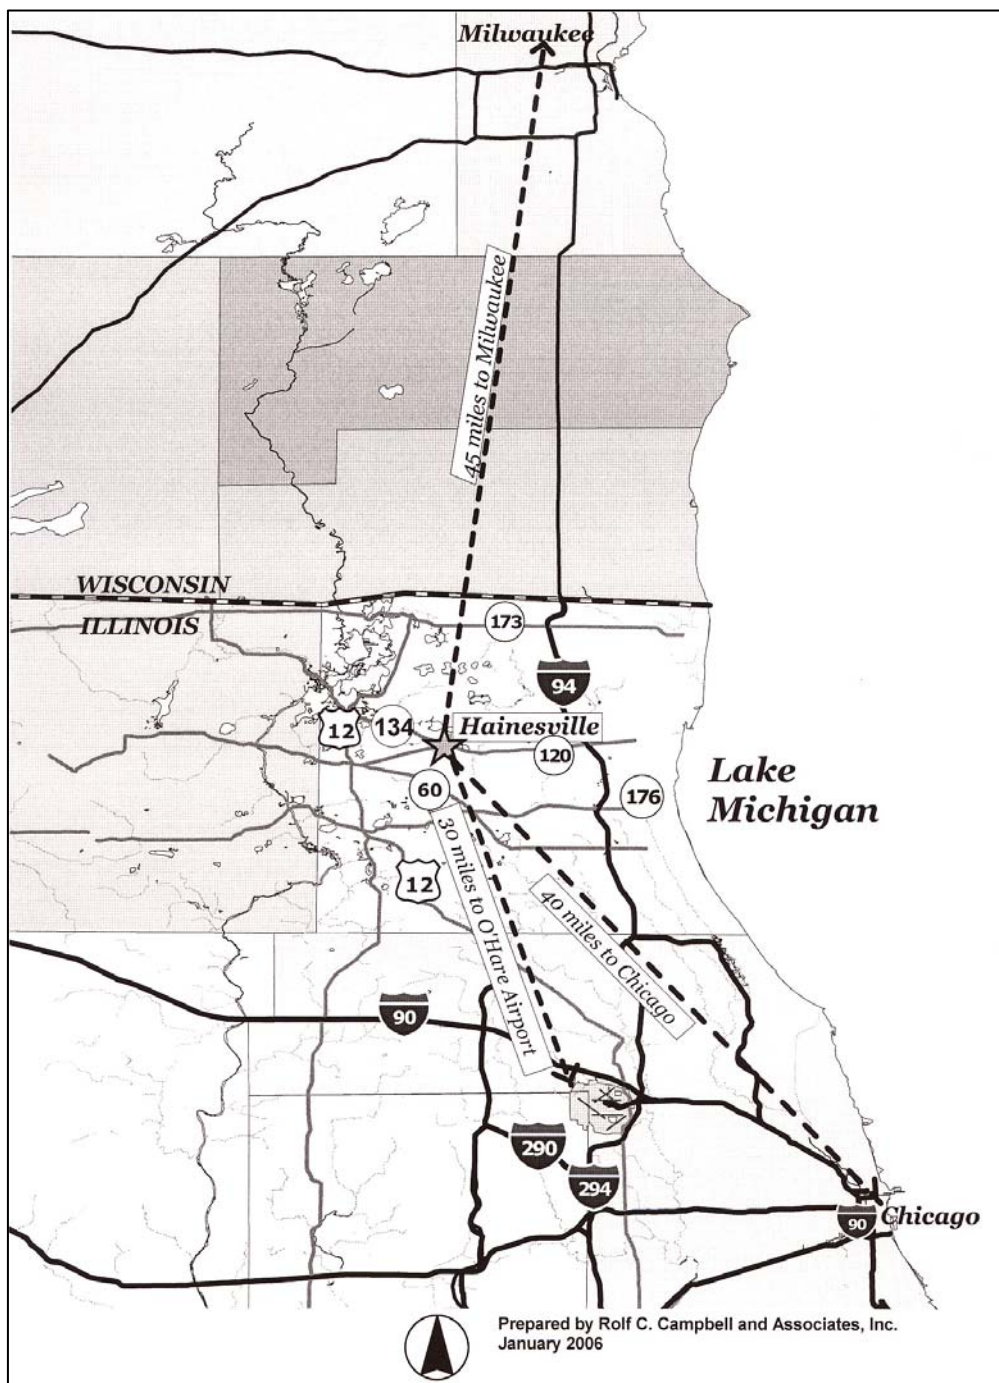 Milwaukee
45 miles to Milwaukee
WISCONSIN
ILLINOIS
173
94
12
134
Hainesville
120
60
176
Lake
Michigan
12
30 miles to O'Hare Airport
40 miles to Chicago
90
290
294
90
Chicago
Prepared by Rolf C. Campbell and Associates, Inc.
January 2006